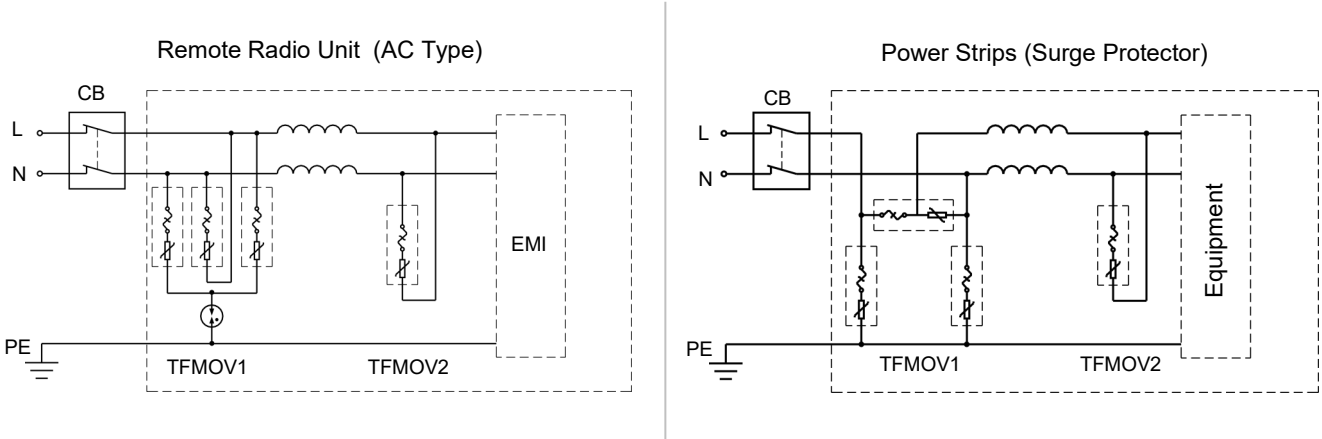 Remote Radio Unit (AC Type)
CB
L
N
EMI
PE
TFMOV1
TFMOV2
Power Strips (Surge Protector)
CB
L
N
Equipment
PE
TFMOV1
TFMOV2